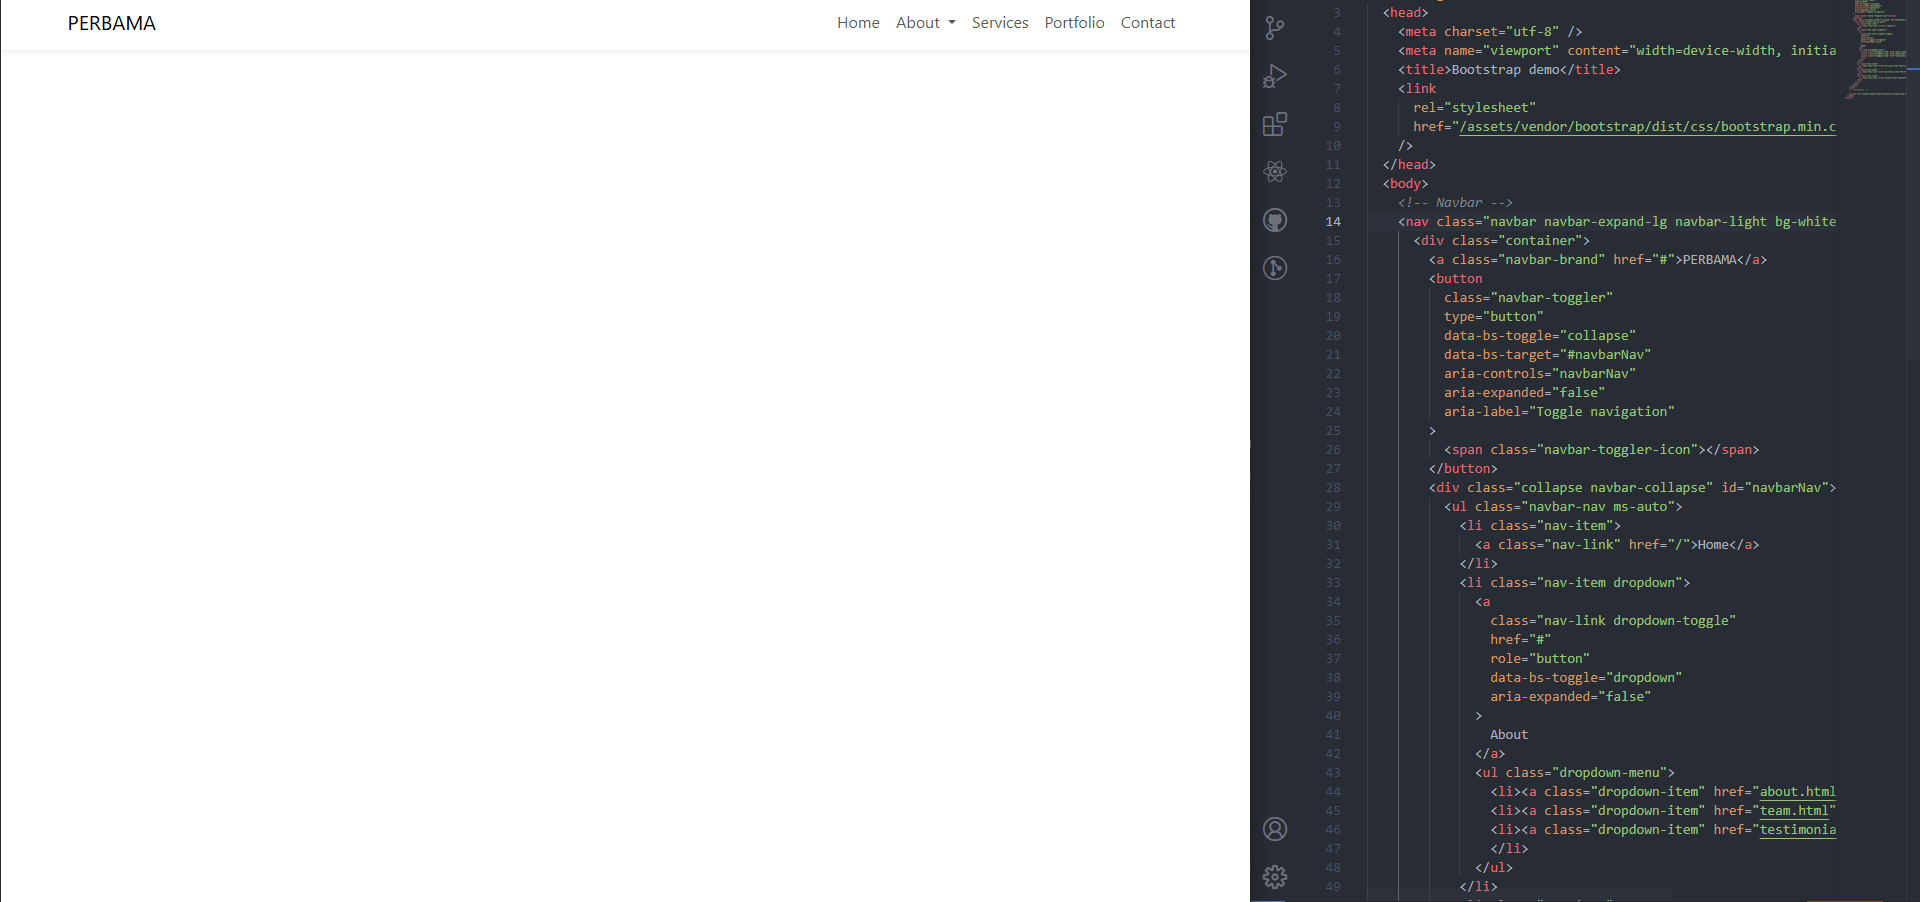 PERBAMA
Home About Services Portfolio Contact
3 <head>
4 <meta charset="utf-8" />
5 <meta name="viewport" content="width=device-width, initia
6 <title>Bootstrap demo</title>
7 <link
8 rel="stylesheet"
9 href="/assets/vendor/bootstrap/dist/css/bootstrap.min.c
10 />
11 </head>
12 <body>
13 <!-- Navbar -->
14 <nav class="navbar navbar-expand-lg navbar-light bg-white
15 <div class="container">
16 <a class="navbar-brand" href="#">PERBAMA</a>
17 <button
18 class="navbar-toggler"
19 type="button"
20 data-bs-toggle="collapse"
21 data-bs-target="#navbarNav"
22 aria-controls="navbarNav"
23 aria-expanded="false"
24 aria-label="Toggle navigation"
25 >
26 <span class="navbar-toggler-icon"></span>
27 </button>
28 <div class="collapse navbar-collapse" id="navbarNav">
29 <ul class="navbar-nav ms-auto">
30 <li class="nav-item">
31 <a class="nav-link" href="/">Home</a>
32 </li>
33 <li class="nav-item dropdown">
34 <a
35 class="nav-link dropdown-toggle"
36 href="#"
37 role="button"
38 data-bs-toggle="dropdown"
39 aria-expanded="false"
40 >
41 About
42 </a>
43 <ul class="dropdown-menu">
44 <li><a class="dropdown-item" href="about.html
45 <li><a class="dropdown-item" href="team.html"
46 <li><a class="dropdown-item" href="testimonia
47 </li>
48 </ul>
49 </li>